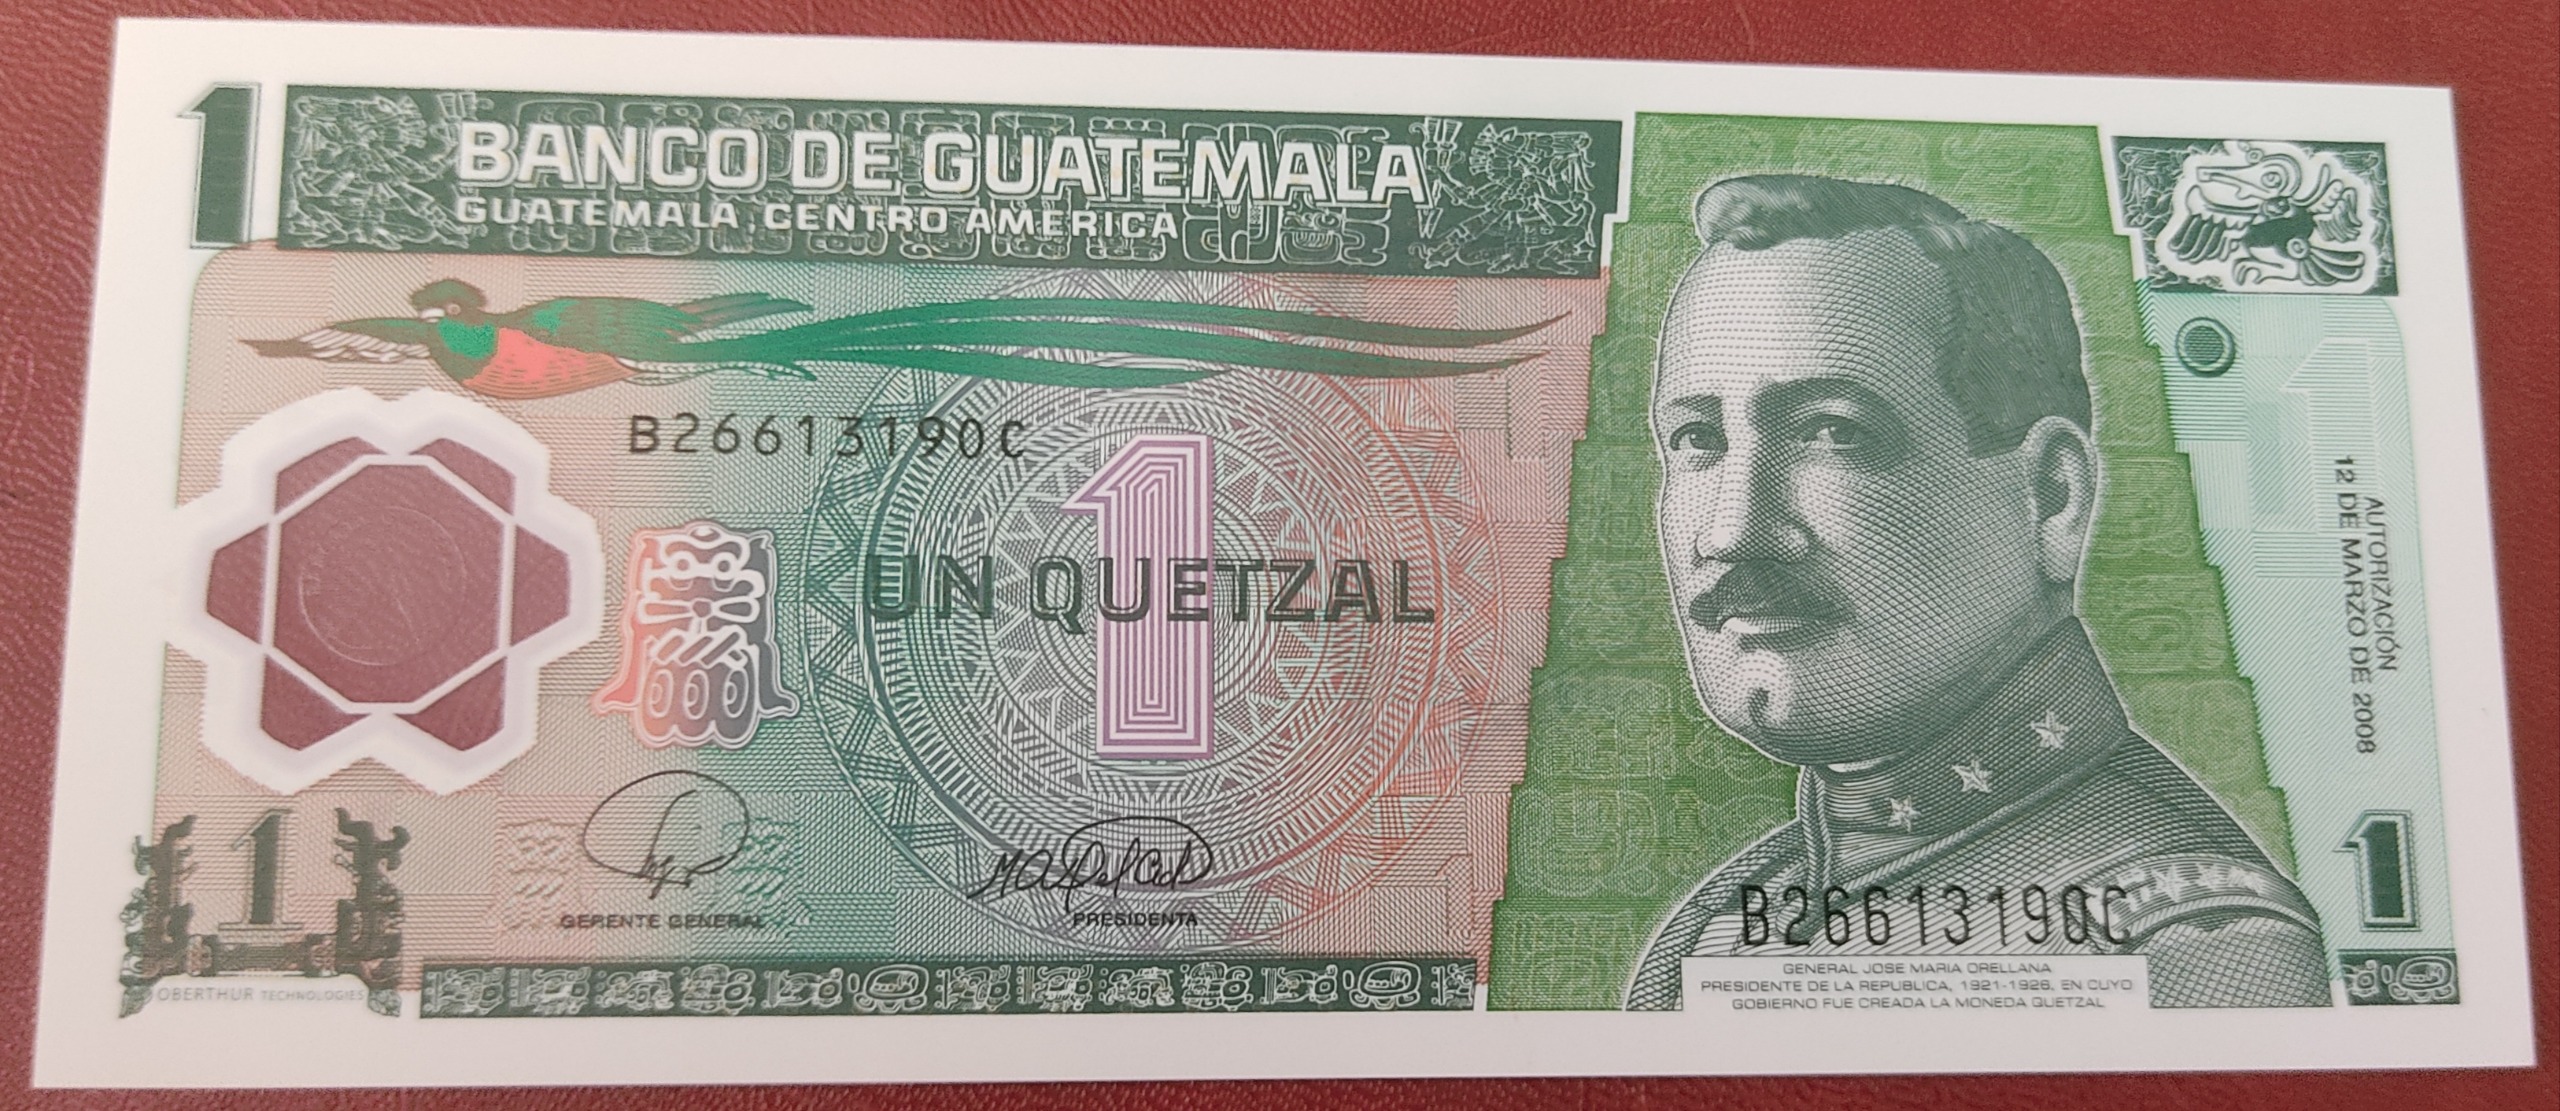 1
BANCO DE GUATEMALA
GUATEMALA, CENTRO AMERICA
B26613190C
1
UN QUETZAL
AUTORIZACIÓN
12 DE MARZO DE 2008
1
1
1
GERENTE GENERAL
PRESIDENTA
B26613190C
OBERTHUR TECHNOLOGIES
GENERAL JOSE MARIA ORELLANA
PRESIDENTE DE LA REPUBLICA, 1921-1926, EN CUYO
GOBIERNO FUE CREADA LA MONEDA QUETZAL